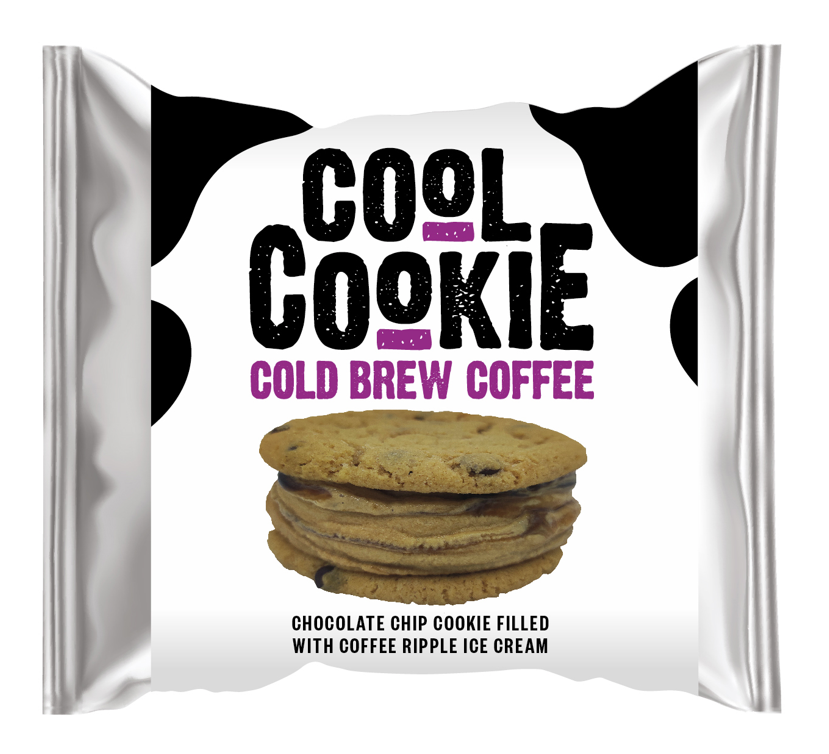 COOL
COOKIE
COLD BREW COFFEE
CHOCOLATE CHIP COOKIE FILLED
WITH COFFEE RIPPLE ICE CREAM